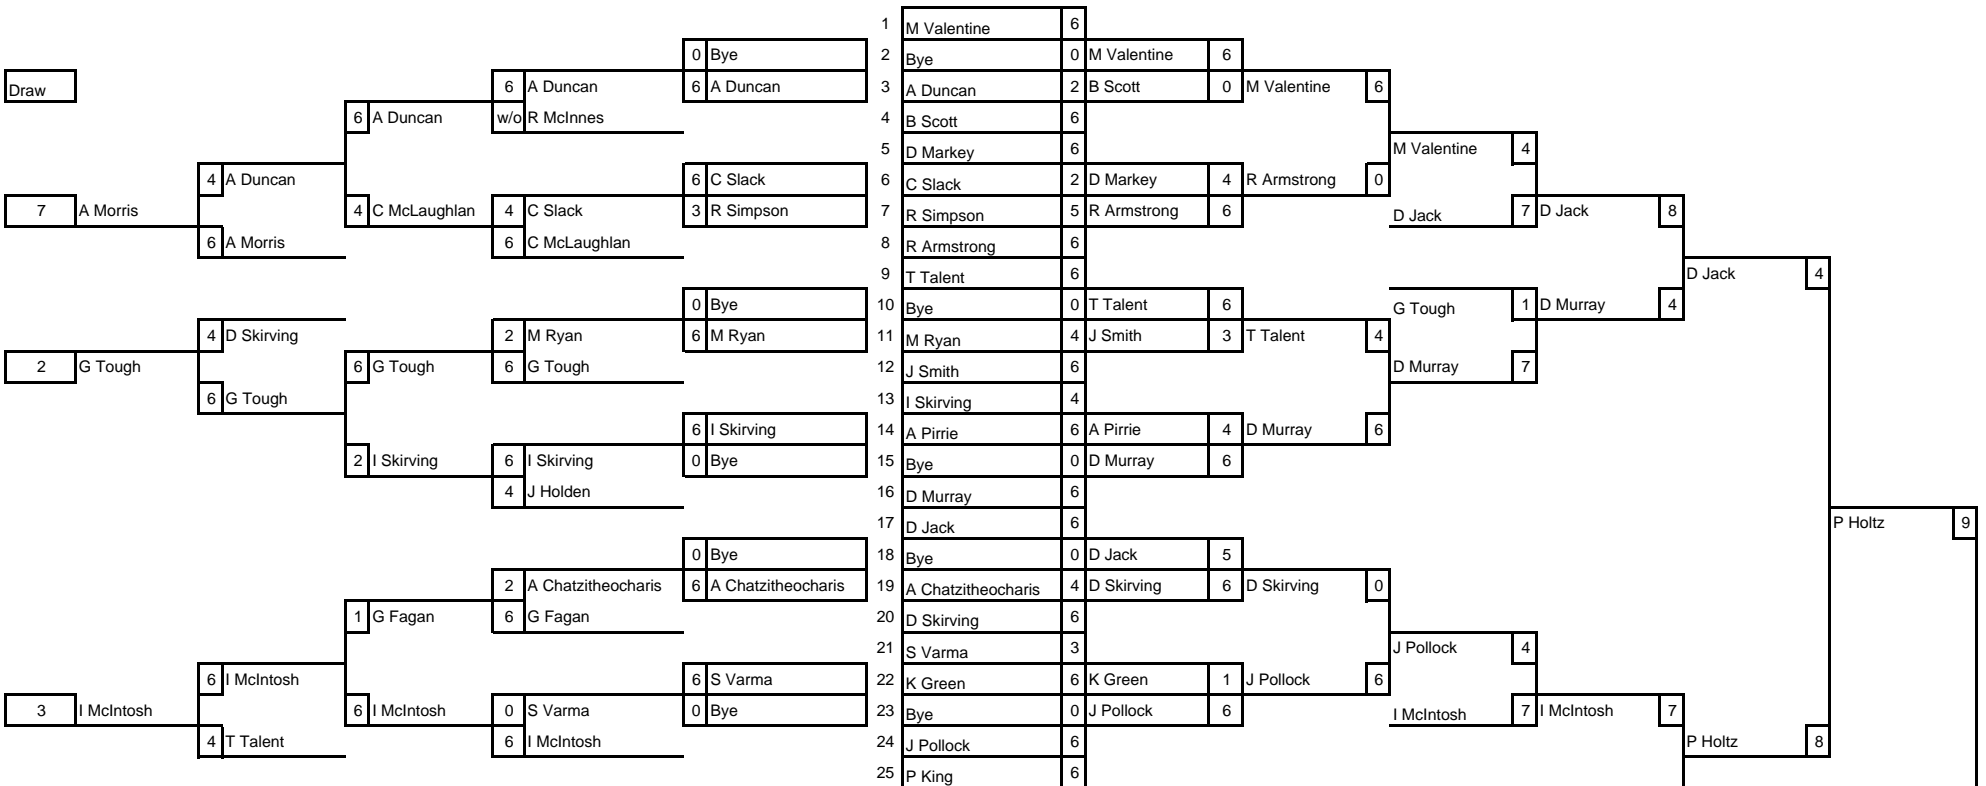 1 M Valentine 6
0 Bye 2 Bye 0 M Valentine 6
Draw 6 A Duncan 6 A Duncan 3 A Duncan 2 B Scott 0 M Valentine 6
6 A Duncan w/o R McInnes 4 B Scott 6
5 D Markey 6 M Valentine 4
4 A Duncan 6 C Slack 6 C Slack 2 D Markey 4 R Armstrong 0
7 A Morris 4 C McLaughlan 4 C Slack 3 R Simpson 7 R Simpson 5 R Armstrong 6 D Jack 7 D Jack 8
6 A Morris 6 C McLaughlan 8 R Armstrong 6
9 T Talent 6 D Jack 4
0 Bye 10 Bye 0 T Talent 6 G Tough 1 D Murray 4
4 D Skirving 2 M Ryan 6 M Ryan 11 M Ryan 4 J Smith 3 T Talent 4
2 G Tough 6 G Tough 6 G Tough 12 J Smith 6 D Murray 7
6 G Tough 13 I Skirving 4
6 I Skirving 14 A Pirrie 6 A Pirrie 4 D Murray 6
2 I Skirving 6 I Skirving 0 Bye 15 Bye 0 D Murray 6
4 J Holden 16 D Murray 6
17 D Jack 6 P Holtz 9
0 Bye 18 Bye 0 D Jack 5
2 A Chatzitheocharis 6 A Chatzitheocharis 19 A Chatzitheocharis 4 D Skirving 6 D Skirving 0
1 G Fagan 6 G Fagan 20 D Skirving 6
21 S Varma 3 J Pollock 4
6 I McIntosh 6 S Varma 22 K Green 6 K Green 1 J Pollock 6
3 I McIntosh 6 I McIntosh 0 S Varma 0 Bye 23 Bye 0 J Pollock 6 I McIntosh 7 I McIntosh 7
4 T Talent 6 I McIntosh 24 J Pollock 6 P Holtz 8
25 P King 6